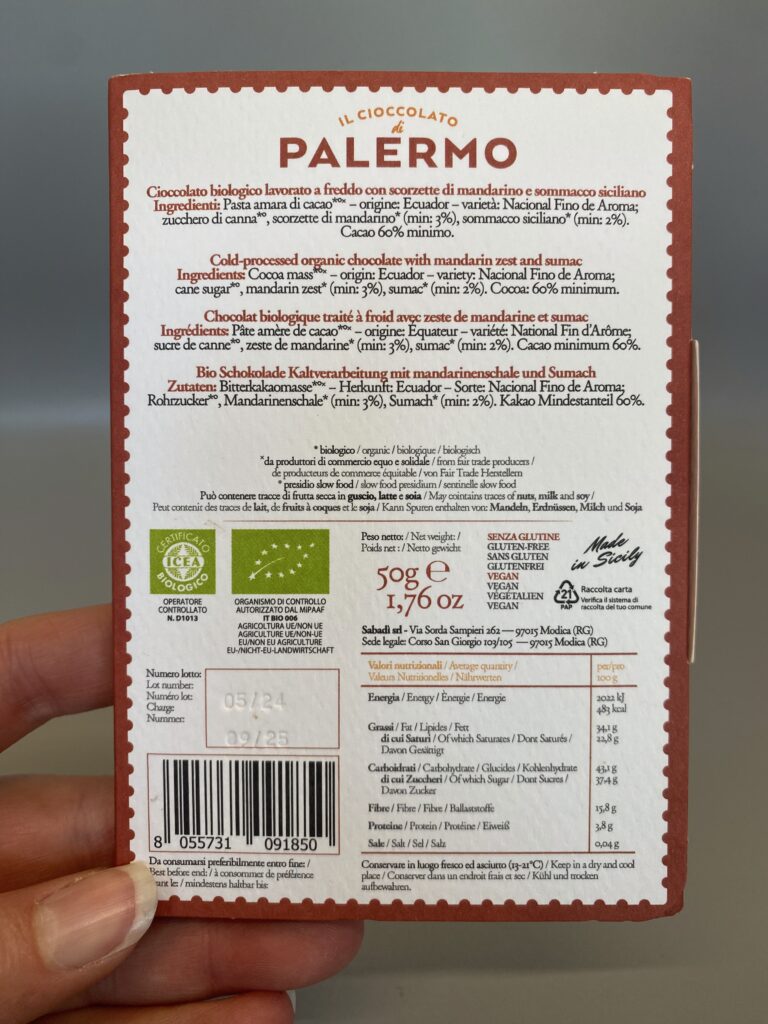 IL CIOCCOLATO
di
PALERMO
Cioccolato biologico lavorato a freddo con scorzette di mandarino e sommacco siciliano
Ingredienti: Pasta amara di cacao*°ˣ – origine: Ecuador – varietà: Nacional Fino de Aroma;
zucchero di canna*°, scorzette di mandarino* (min: 3%), sommacco siciliano* (min: 2%).
Cacao 60% minimo.
Cold-processed organic chocolate with mandarin zest and sumac
Ingredients: Cocoa mass*°ˣ – origin: Ecuador – variety: Nacional Fino de Aroma;
cane sugar*°, mandarin zest* (min: 3%), sumac* (min: 2%). Cocoa: 60% minimum.
Chocolat biologique traité à froid avec zeste de mandarine et sumac
Ingrédients: Pâte amère de cacao*°ˣ – origine: Équateur – variété: National Fin d'Arôme;
sucre de canne*°, zeste de mandarine* (min: 3%), sumac* (min: 2%). Cacao minimum 60%.
Bio Schokolade Kaltverarbeitung mit mandarinenschale und Sumach
Zutaten: Bitterkakaomasse*°ˣ – Herkunft: Ecuador – Sorte: Nacional Fino de Aroma;
Rohrzucker*°, Mandarinenschale* (min: 3%), Sumach* (min: 2%). Kakao Mindestanteil 60%.
* biologico / organic / biologique / biologisch
ˣda produttori di commercio equo e solidale / from fair trade producers /
de producteurs de commerce équitable / von Fair Trade Herstellern
presidio slow food / slow food presidium / sentinelle slow food
Può contenere tracce di frutta secca in guscio, latte e soia / May cointains traces of nuts, milk and soy /
Peut contenir des traces de lait, de fruits à coques et le soja / Kann Spuren enthalten von: Mandeln, Erdnüssen, Milch und Soja
CERTIFICATO
ICEA
BIOLOGICO
OPERATORE
CONTROLLATO
N. D1013
ORGANISMO DI CONTROLLO
AUTORIZZATO DAL MIPAAF
IT BIO 006
AGRICOLTURA UE/NON UE
AGRICULTURE UE/NON-UE
EU/NON EU AGRICULTURE
EU-/NICHT-EU-LANDWIRTSCHAFT
Peso netto: / Net weight: /
Poids net : / Netto gewicht
50g e
1,76 oz
SENZA GLUTINE
GLUTEN-FREE
SANS GLUTEN
GLUTENFREI
VEGAN
VEGAN
VÉGÉTALIEN
VEGAN
Made
in Sicily
21
PAP
Raccolta carta
Verifica il sistema di
raccolta del tuo comune
Sabadì srl - Via Sorda Sampieri 262 — 97015 Modica (RG)
Sede legale: Corso San Giorgio 103/105 — 97015 Modica (RG)
Numero lotto:
Lot number:
Numéro lot:
Charge
Nummer:
05/24
09/25
8 055731 091850
Da consumarsi preferibilmente entro fine: /
Best before end: / à consommer de préférence
avant le: / mindestens haltbar bis:
Valori nutrizionali / Average quantity / per/pro
Valeurs Nutritionelles / Nährwerten 100 g
Energia / Energy / Énergie / Energie 2022 kJ
483 kcal
Grassi / Fat / Lipides / Fett 34,1 g
di cui Saturi / Of which Saturates / Dont Saturés / 22,8 g
Davon Gesättigt
Carboidrati / Carbohydrate / Glucides / Kohlenhydrate 43,1 g
di cui Zuccheri / Of which Sugar / Dont Sucres / 37,4 g
Davon Zucker
Fibre / Fibre / Fibre / Ballaststoffe 15,8 g
Proteine / Protein / Protéine / Eiweiß 3,8 g
Sale / Salt / Sel / Salz 0,04 g
Conservare in luogo fresco ed asciutto (13-21°C) / Keep in a dry and cool
place / Conserver dans un endroit frais et sec / Kühl und trocken
aufbewahren.